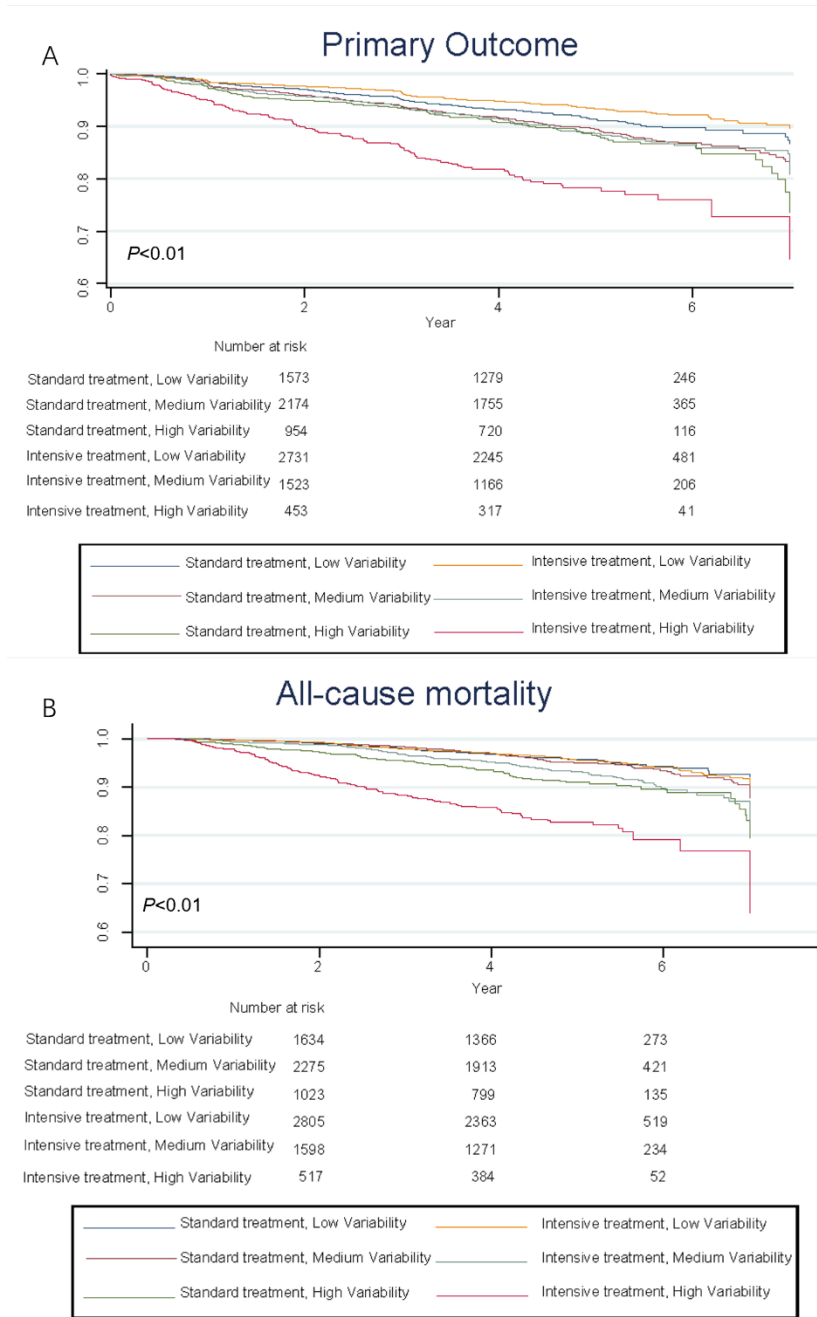 A
Primary Outcome
1.0
0.9
0.8
0.7
0.6
P<0.01
0 2 4 6
Year
Number at risk
Standard treatment, Low Variability 1573 1279 246
Standard treatment, Medium Variability 2174 1755 365
Standard treatment, High Variability 954 720 116
Intensive treatment, Low Variability 2731 2245 481
Intensive treatment, Medium Variability 1523 1166 206
Intensive treatment, High Variability 453 317 41
Standard treatment, Low Variability Intensive treatment, Low Variability
Standard treatment, Medium Variability Intensive treatment, Medium Variability
Standard treatment, High Variability Intensive treatment, High Variability
B
All-cause mortality
1.0
0.9
0.8
0.7
0.6
P<0.01
0 2 4 6
Year
Number at risk
Standard treatment, Low Variability 1634 1366 273
Standard treatment, Medium Variability 2275 1913 421
Standard treatment, High Variability 1023 799 135
Intensive treatment, Low Variability 2805 2363 519
Intensive treatment, Medium Variability 1598 1271 234
Intensive treatment, High Variability 517 384 52
Standard treatment, Low Variability Intensive treatment, Low Variability
Standard treatment, Medium Variability Intensive treatment, Medium Variability
Standard treatment, High Variability Intensive treatment, High Variability